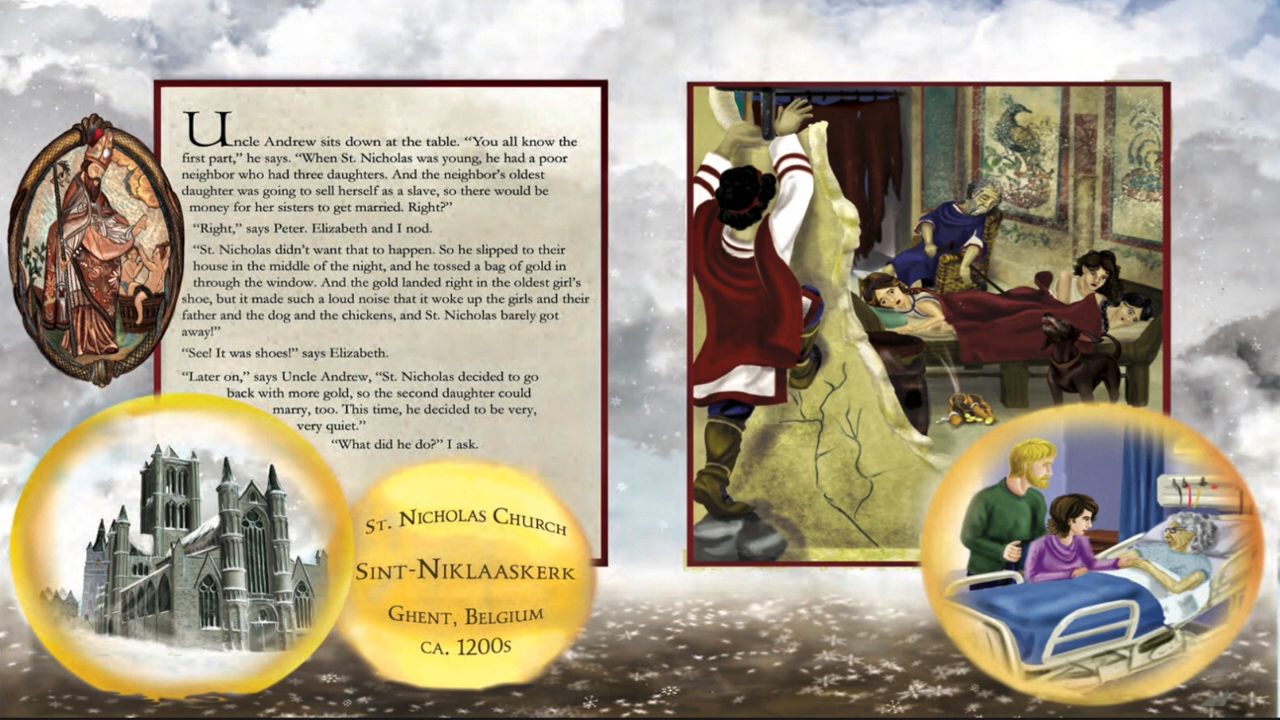 Uncle Andrew sits down at the table. “You all know the
first part,” he says. “When St. Nicholas was young, he had a poor
neighbor who had three daughters. And the neighbor’s oldest
daughter was going to sell herself as a slave, so there would be
money for her sisters to get married. Right?”
“Right,” says Peter. Elizabeth and I nod.
“St. Nicholas didn’t want that to happen. So he slipped to their
house in the middle of the night, and he tossed a bag of gold in
through the window. And the gold landed right in the oldest girl’s
shoe, but it made such a loud noise that it woke up the girls and their
father and the dog and the chickens, and St. Nicholas barely got
away!”
“See! It was shoes!” says Elizabeth.
“Later on,” says Uncle Andrew, “St. Nicholas decided to go
back with more gold, so the second daughter could
marry, too. This time, he decided to be very,
very quiet.”
“What did he do?” I ask.
St. Nicholas Church
Sint-Niklaaskerk
Ghent, Belgium
ca. 1200s